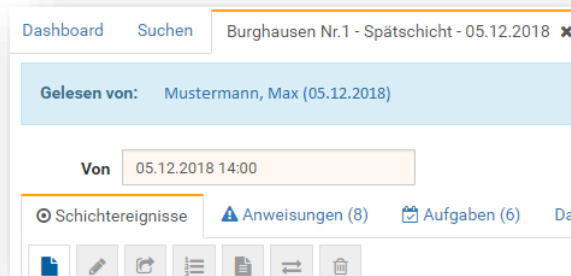 Dashboard Suchen Burghausen Nr.1 - Spätschicht - 05.12.2018
Gelesen von: Mustermann, Max (05.12.2018)
Von 05.12.2018 14:00
Schichtereignisse Anweisungen (8) Aufgaben (6)